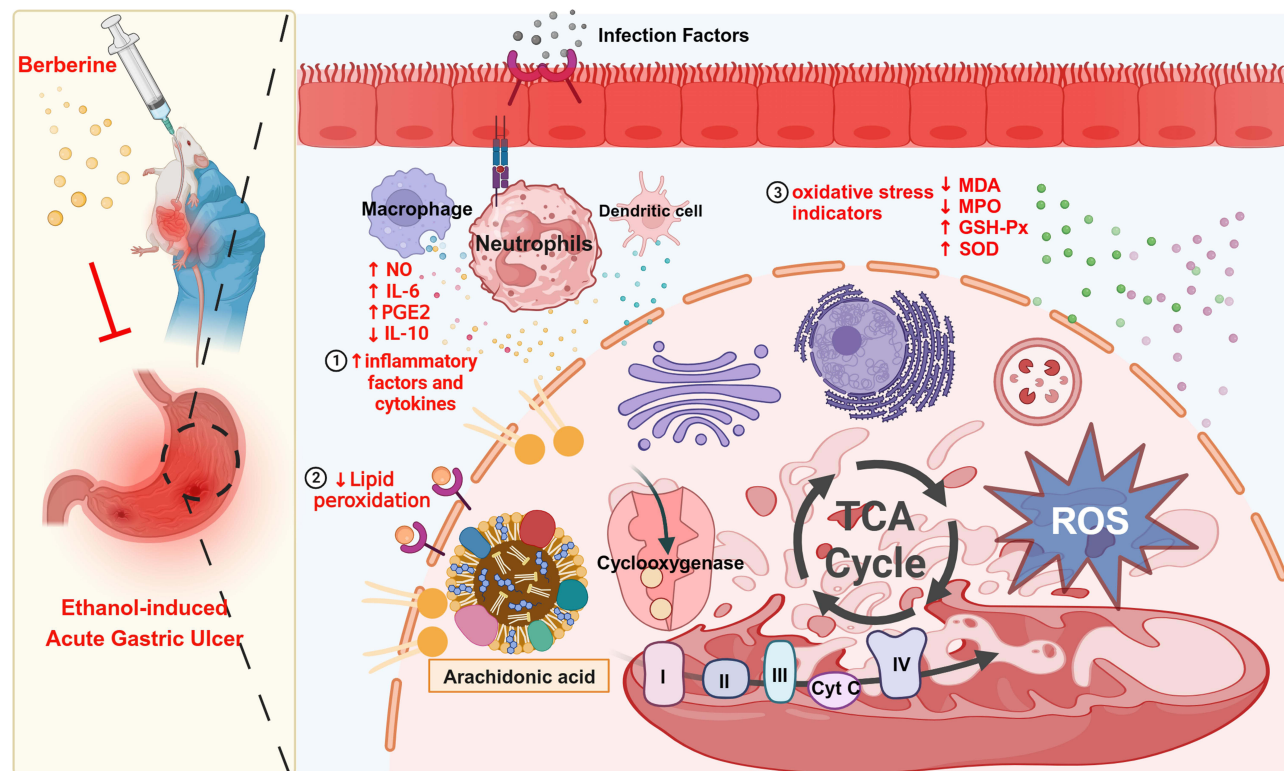 Berberine
Ethanol-induced
Acute Gastric Ulcer
Infection Factors
Macrophage
Neutrophils
Dendritic cell
↑ NO
↑ IL-6
↑ PGE2
↓ IL-10
① ↑ inflammatory
factors and
cytokines
③ oxidative stress
indicators
↓ MDA
↓ MPO
↑ GSH-Px
↑ SOD
② ↓ Lipid
peroxidation
Arachidonic acid
Cyclooxygenase
TCA
Cycle
ROS
I
II
III
Cyt C
IV